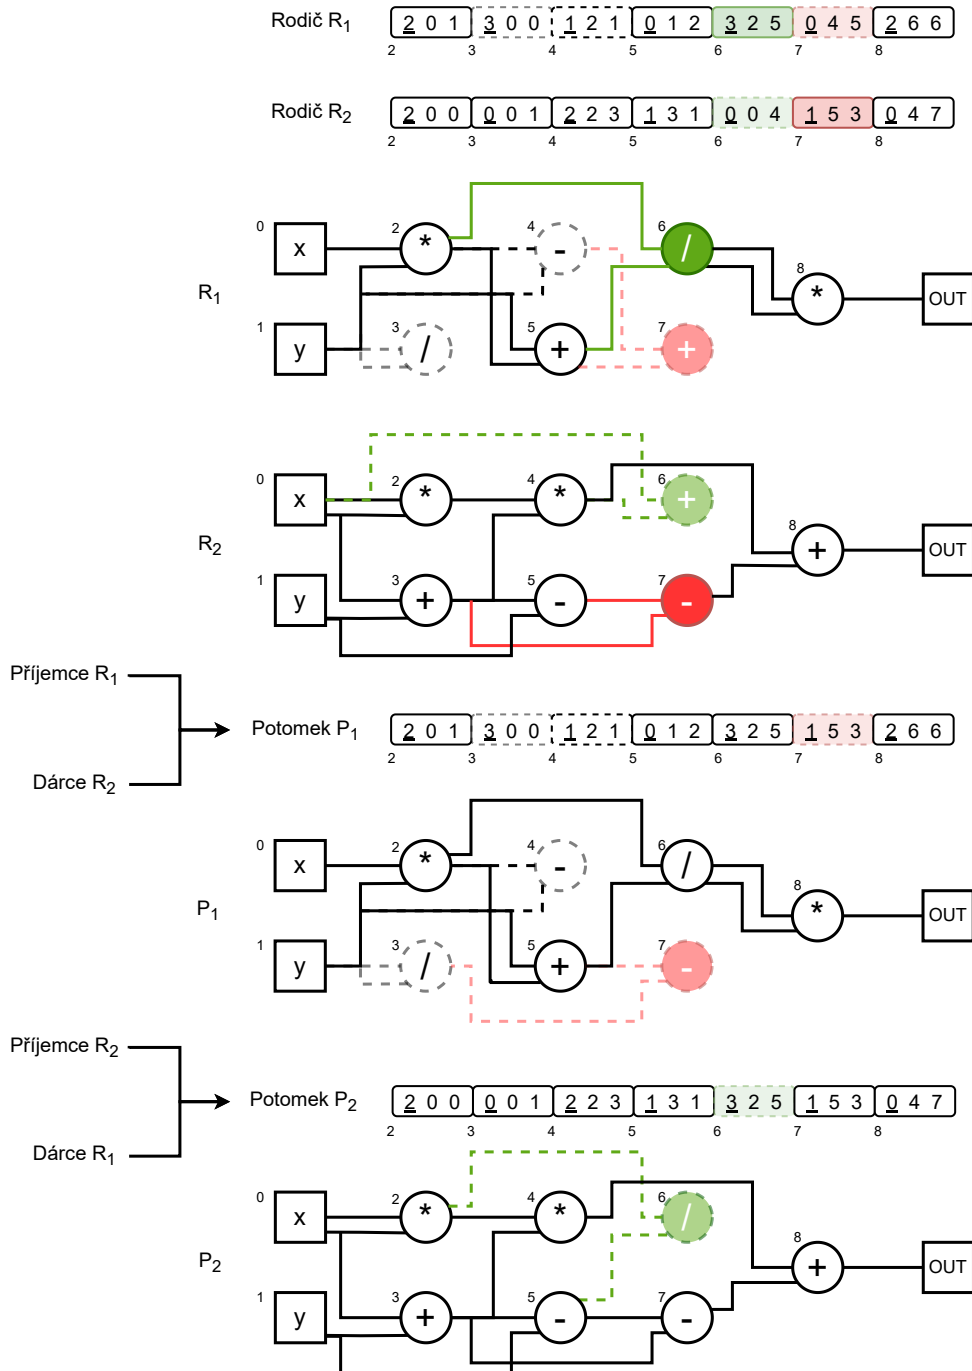 Rodič R1 2 0 1 3 0 0 1 2 1 0 1 2 3 2 5 0 4 5 2 6 6
2 3 4 5 6 7 8
Rodič R2 2 0 0 0 0 1 2 2 3 1 3 1 0 0 4 1 5 3 0 4 7
2 3 4 5 6 7 8
0 x 2 * 4 - 6 /
R1 8 * OUT
1 y 3 / 5 + 7 +
0 x 2 * 4 * 6 +
R2 8 + OUT
1 y 3 + 5 - 7 -
Příjemce R1
Potomek P1 2 0 1 3 0 0 1 2 1 0 1 2 3 2 5 1 5 3 2 6 6
2 3 4 5 6 7 8
Dárce R2
0 x 2 * 4 - 6 /
P1 8 * OUT
1 y 3 / 5 + 7 -
Příjemce R2
Potomek P2 2 0 0 0 0 1 2 2 3 1 3 1 3 2 5 1 5 3 0 4 7
2 3 4 5 6 7 8
Dárce R1
0 x 2 * 4 * 6 /
P2 8 + OUT
1 y 3 + 5 - 7 -